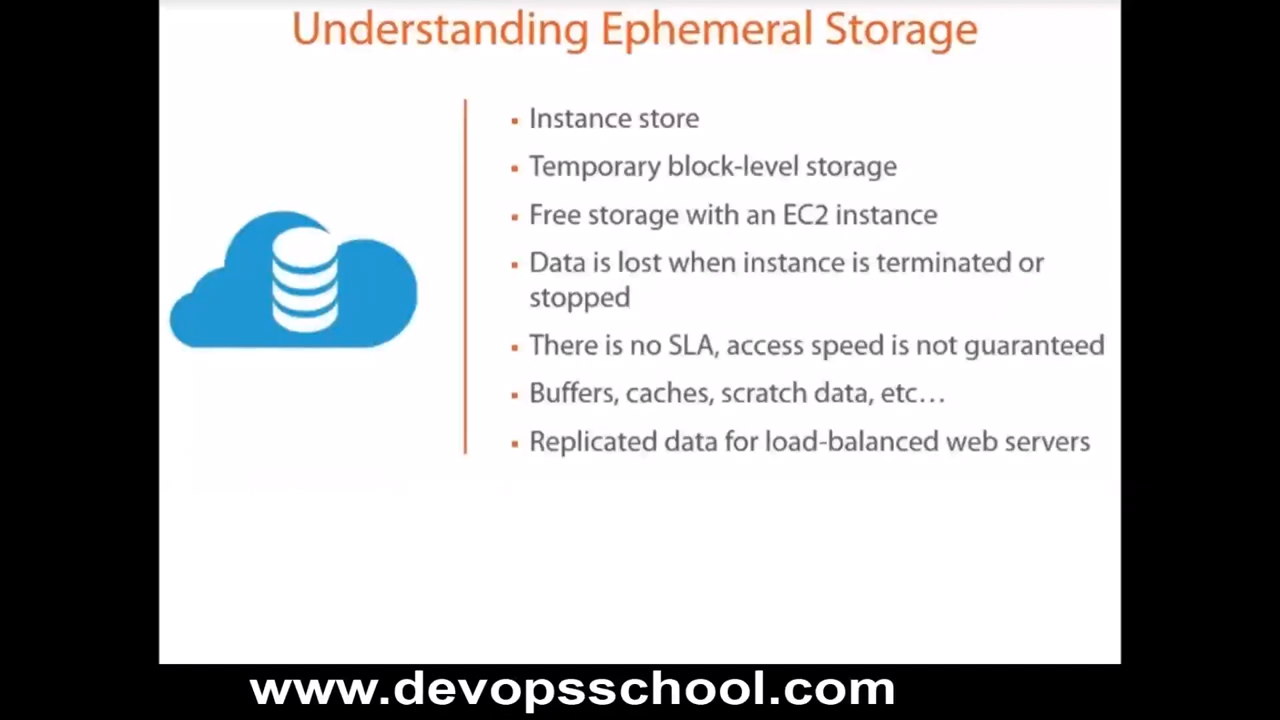 Understanding Ephemeral Storage
Instance store
Temporary block-level storage
Free storage with an EC2 instance
Data is lost when instance is terminated or
stopped
There is no SLA, access speed is not guaranteed
Buffers, caches, scratch data, etc…
Replicated data for load-balanced web servers
www.devopsschool.com